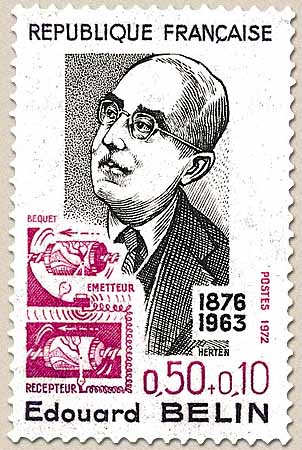 REPUBLIQUE FRANÇAISE
BEQUET
EMETTEUR
RECEPTEUR
1876
1963
HERTEN
POSTES 1972
0,50+0,10
Edouard BELIN